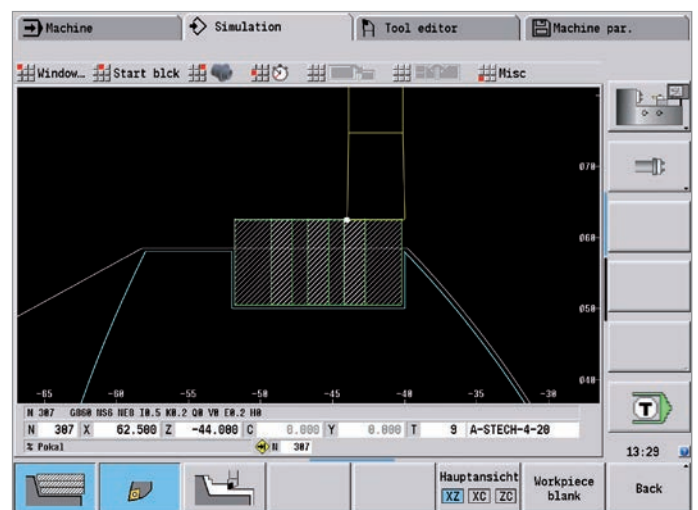 Machine Simulation Tool editor Machine par.
Window… Start blck Misc
070
060
050
040
-65 -60 -55 -50 -45 -40 -35 -30
N 307 G860 NS6 NE8 I0.5 K0.2 Q0 V0 E0.2 H0
N 307 X 62.500 Z -44.000 C 0.000 Y 0.000 T 9 A-STECH-4-20
% Pokal N 307
T
13:29
Hauptansicht
XZ XC ZC
Workpiece blank
Back